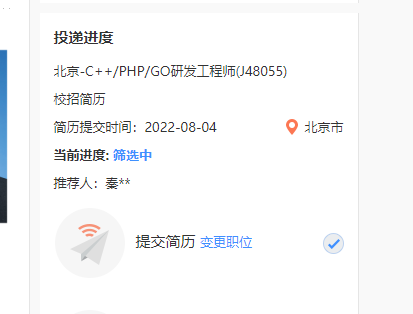 投递进度
北京-C++/PHP/GO研发工程师(J48055)
校招简历
简历提交时间：2022-08-04 北京市
当前进度: 筛选中
推荐人：秦**
提交简历 变更职位